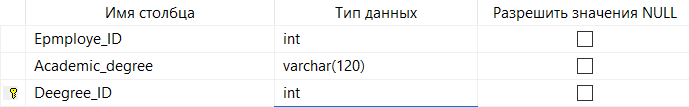 Имя столбца Тип данных Разрешить значения NULL
Epmploye_ID int
Academic_degree varchar(120)
Deegree_ID int